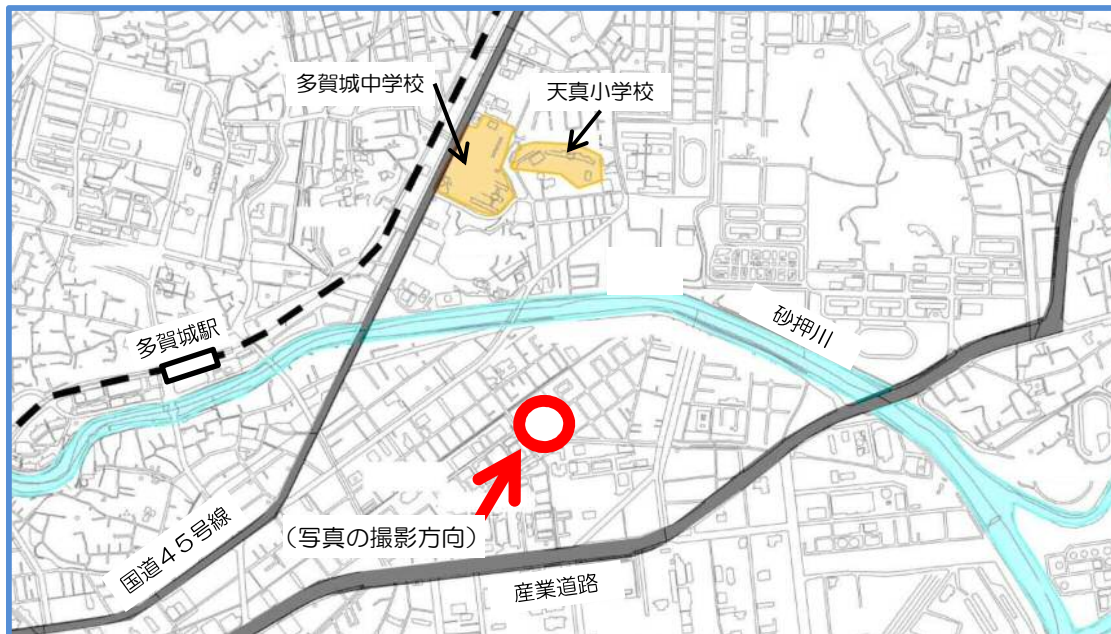 多賀城中学校
天真小学校
多賀城駅
砂押川
国道45号線
(写真の撮影方向)
産業道路